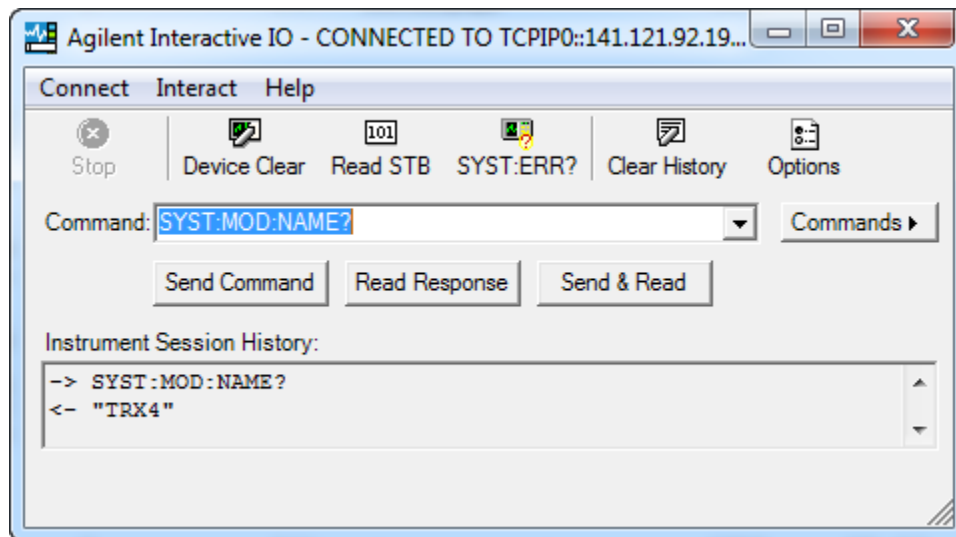 Agilent Interactive IO - CONNECTED TO TCPIP0::141.121.92.19...
Connect Interact Help
Stop Device Clear Read STB SYST:ERR? Clear History Options
Command: SYST:MOD:NAME? Commands
Send Command Read Response Send & Read
Instrument Session History:
-> SYST:MOD:NAME?
<- "TRX4"